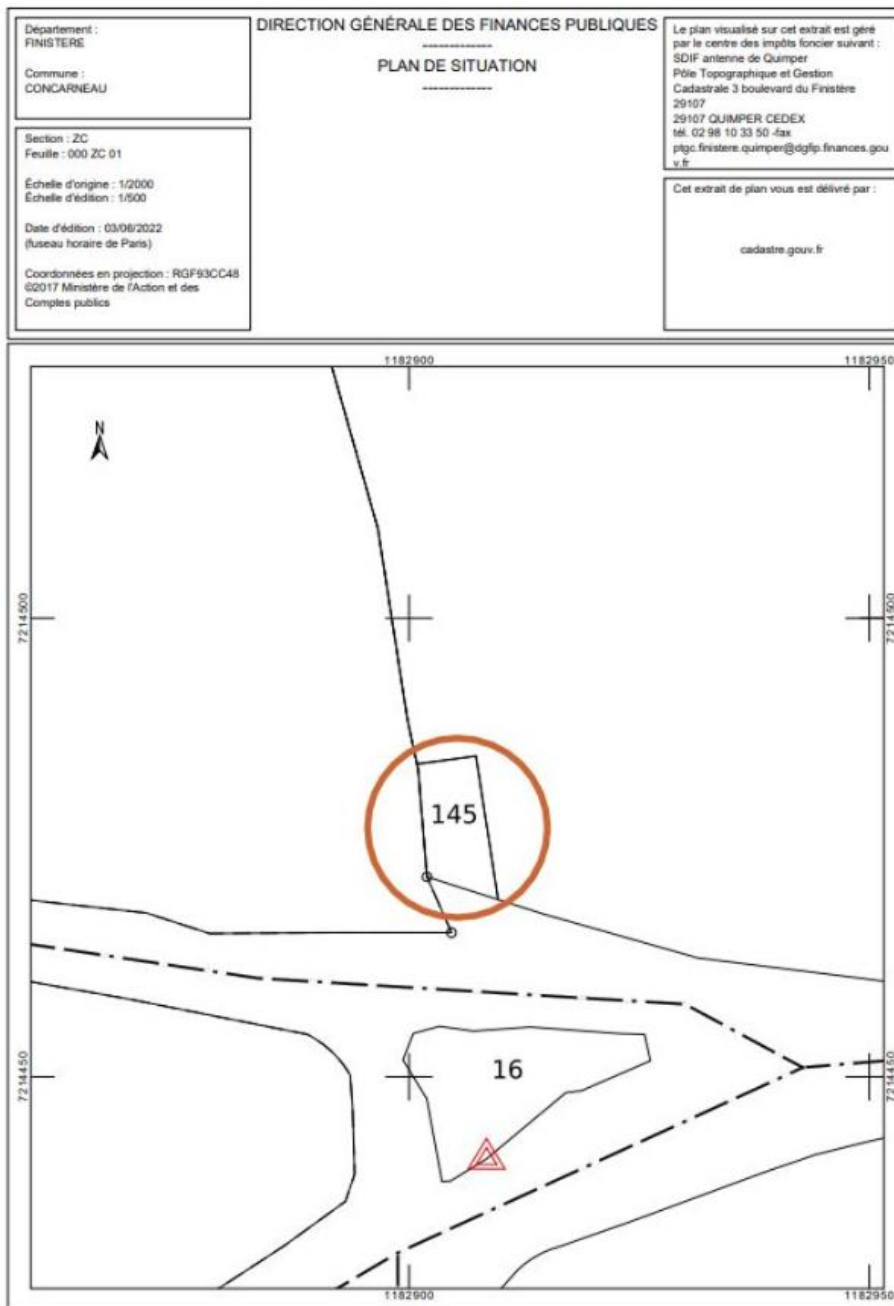 Département :
FINISTERE
Commune :
CONCARNEAU
Section : ZC
Feuille : 000 ZC 01
Échelle d'origine : 1/2000
Échelle d'édition : 1/500
Date d'édition : 03/06/2022
(fuseau horaire de Paris)
Coordonnées en projection : RGF93CC48
©2017 Ministère de l'Action et des
Comptes publics
DIRECTION GÉNÉRALE DES FINANCES PUBLIQUES
-------------
PLAN DE SITUATION
-------------
Le plan visualisé sur cet extrait est géré
par le centre des impôts foncier suivant :
SDIF antenne de Quimper
Pôle Topographique et Gestion
Cadastrale 3 boulevard du Finistère
29107
29107 QUIMPER CEDEX
tél. 02 98 10 33 50 -fax
ptgc.finistere.quimper@dgfip.finances.gou
v.fr
Cet extrait de plan vous est délivré par :
cadastre.gouv.fr
1182900
1182950
N
7214500
7214500
145
7214450
16
7214450
1182900
1182950